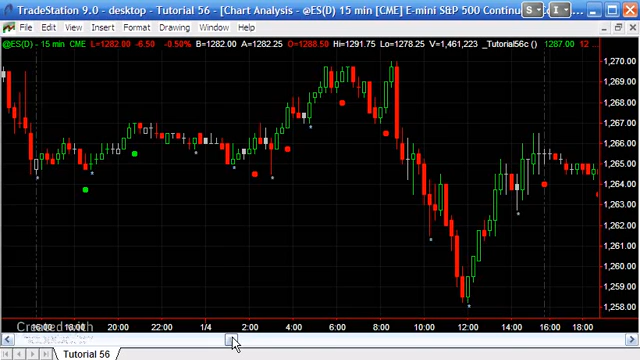 TradeStation 9.0 - desktop - Tutorial 56 - [Chart Analysis - @ES(D) 15 min [CME] E-mini S&P 500 Continu
S I
File Edit View Insert Format Drawing Window Help
@ES(D) - 15 min CME L=1282.00 -6.50 -0.50% B=1282.00 A=1282.25 O=1288.50 Hi=1291.75 Lo=1278.25 V=1,461,223 _Tutorial56c () 1287.00 12
1,270.00
1,269.00
1,268.00
1,267.00
1,266.00
1,265.00
1,264.00
1,263.00
1,262.00
1,261.00
1,260.00
1,259.00
1,258.00
Created with
16:00 18:00 20:00 22:00 1/4 2:00 4:00 6:00 8:00 10:00 12:00 14:00 16:00 18:00
Tutorial 56